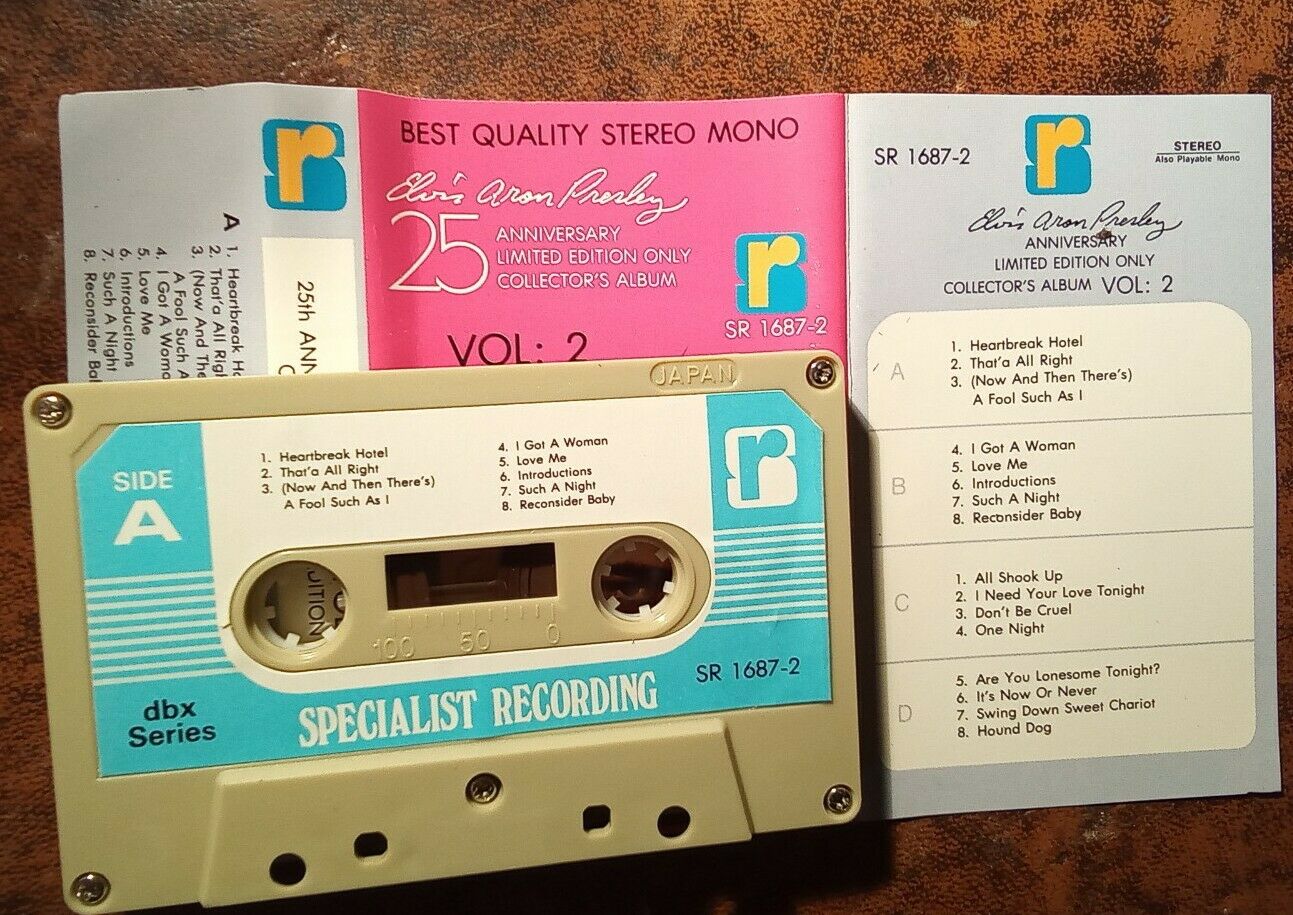 A
1. Heartbreak
2. That'a All Right
3. (Now And
A Fool Such A
4. I Got A Woma
5. Love Me
6. Introductions
7. Such A Night
8. Reconsider
25th
BEST QUALITY STEREO MONO
Elvis Aron Presley
25
ANNIVERSARY
LIMITED EDITION ONLY
COLLECTOR'S ALBUM
r
SR 1687-2
VOL: 2
SR 1687-2
STEREO
Also Playable Mono
Elvis Aron Presley
ANNIVERSARY
LIMITED EDITION ONLY
COLLECTOR'S ALBUM VOL: 2
A
1. Heartbreak Hotel
2. That'a All Right
3. (Now And Then There's)
A Fool Such As I
B
4. I Got A Woman
5. Love Me
6. Introductions
7. Such A Night
8. Reconsider Baby
C
1. All Shook Up
2. I Need Your Love Tonight
3. Don't Be Cruel
4. One Night
D
5. Are You Lonesome Tonight?
6. It's Now Or Never
7. Swing Down Sweet Chariot
8. Hound Dog
JAPAN
SIDE
A
1. Heartbreak Hotel
2. That'a All Right
3. (Now And Then There's)
A Fool Such As I
4. I Got A Woman
5. Love Me
6. Introductions
7. Such A Night
8. Reconsider Baby
r
100 50 0
dbx
Series
SPECIALIST RECORDING
SR 1687-2